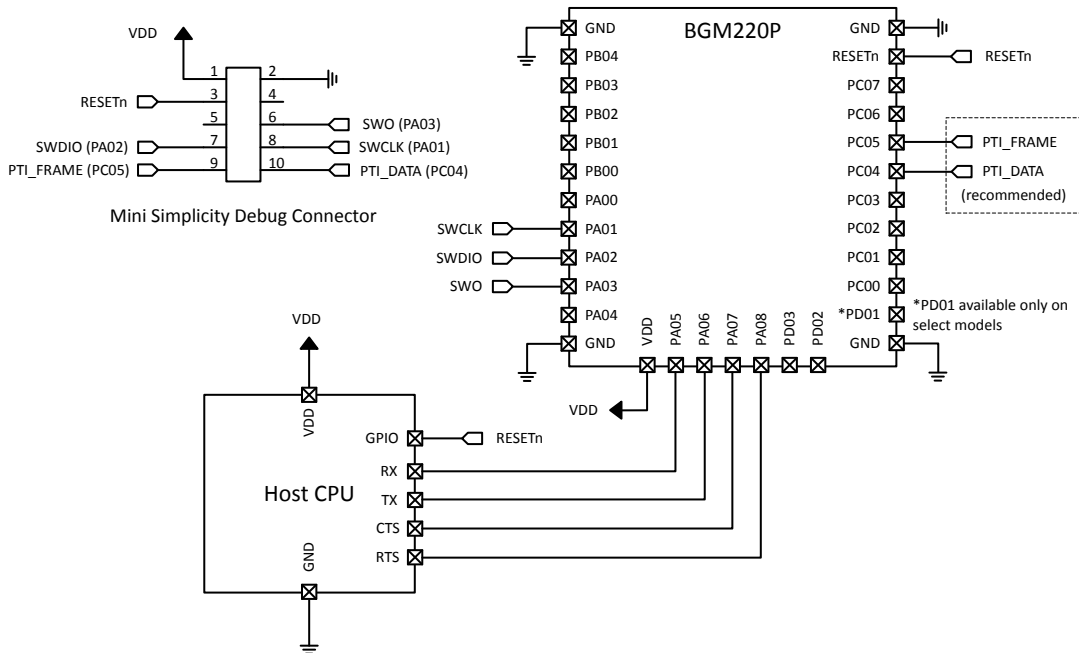 VDD
1 2
RESETn 3 4
5 6 SWO (PA03)
SWDIO (PA02) 7 8 SWCLK (PA01)
PTI_FRAME (PC05) 9 10 PTI_DATA (PC04)
Mini Simplicity Debug Connector
BGM220P
GND
PB04
PB03
PB02
PB01
PB00
PA00
SWCLK PA01
SWDIO PA02
SWO PA03
PA04
GND
GND
RESETn RESETn
PC07
PC06
PC05 PTI_FRAME
PC04 PTI_DATA
(recommended)
PC03
PC02
PC01
PC00
*PD01
*PD01 available only on
select models
GND
VDD
PA05
PA06
PA07
PA08
PD03
PD02
VDD
VDD
VDD
GPIO RESETn
RX
TX
CTS
RTS
Host CPU
GND